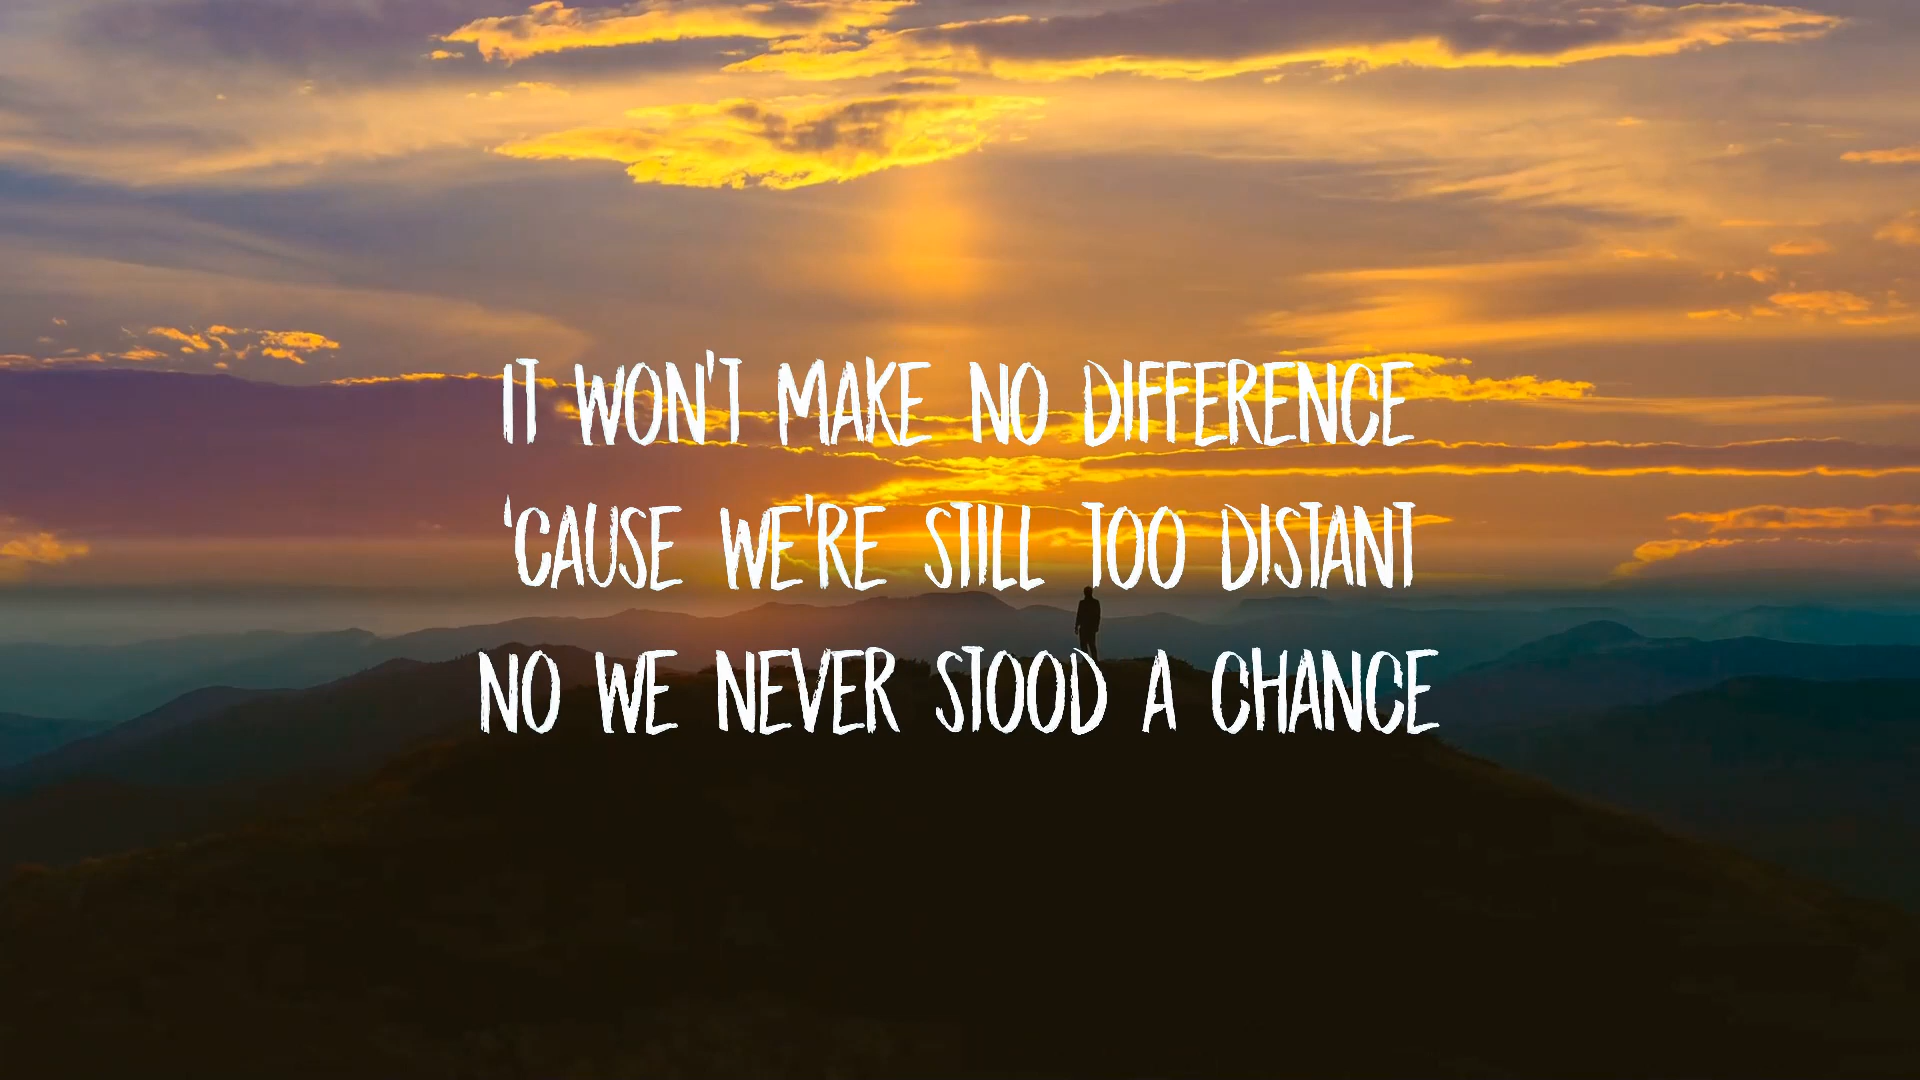 IT WON'T MAKE NO DIFFERENCE
'CAUSE WE'RE STILL TOO DISTANT
NO WE NEVER STOOD A CHANCE